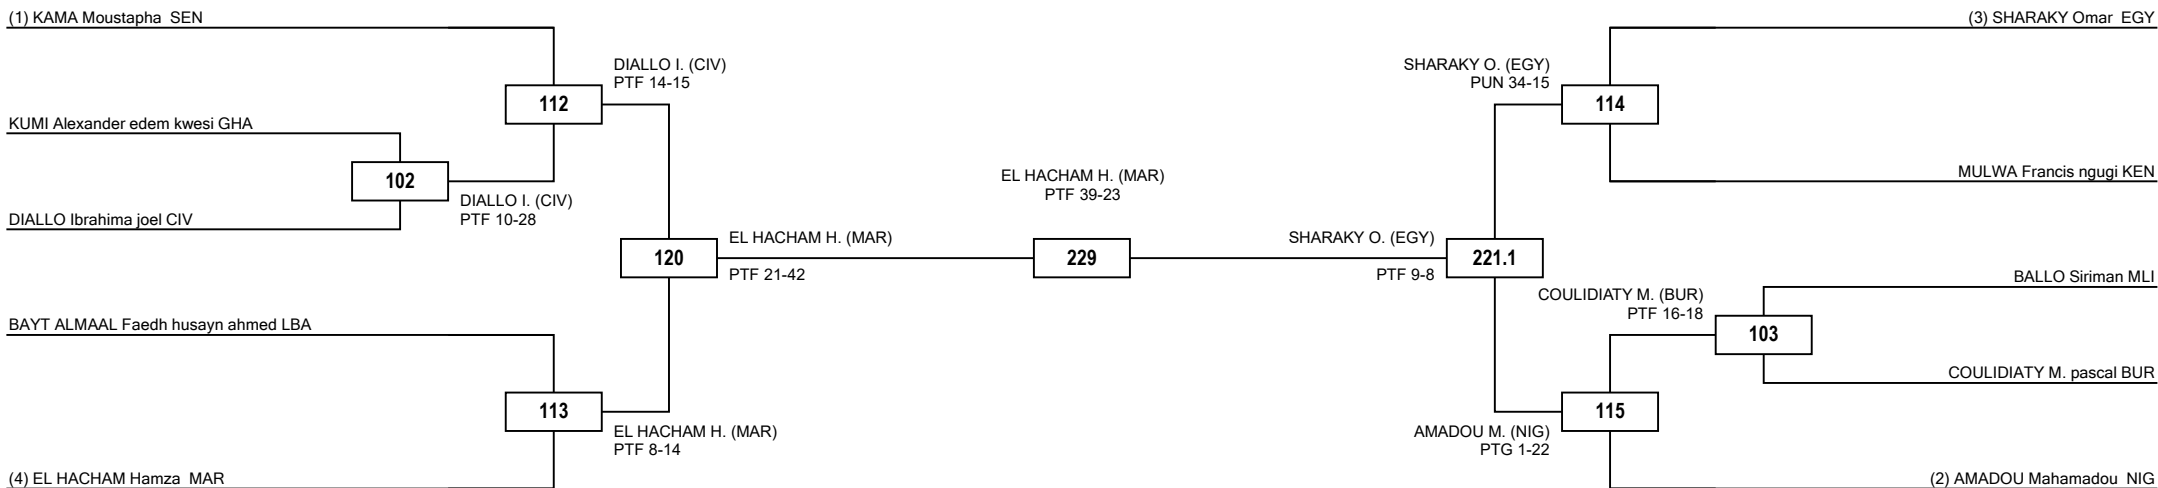 (1) KAMA Moustapha  SEN
(3) SHARAKY Omar  EGY
DIALLO I. (CIV)
PTF 14-15
SHARAKY O. (EGY)
PUN 34-15
112
114
KUMI Alexander edem kwesi GHA
102
EL HACHAM H. (MAR)
PTF 39-23
MULWA Francis ngugi KEN
DIALLO I. (CIV)
PTF 10-28
DIALLO Ibrahima joel CIV
EL HACHAM H. (MAR)
SHARAKY O. (EGY)
120
229
221.1
PTF 21-42
PTF 9-8
BALLO Siriman MLI
COULIDIATY M. (BUR)
PTF 16-18
BAYT ALMAAL Faedh husayn ahmed LBA
103
COULIDIATY M. pascal BUR
113
115
EL HACHAM H. (MAR)
PTF 8-14
AMADOU M. (NIG)
PTG 1-22
(4) EL HACHAM Hamza  MAR
(2) AMADOU Mahamadou  NIG